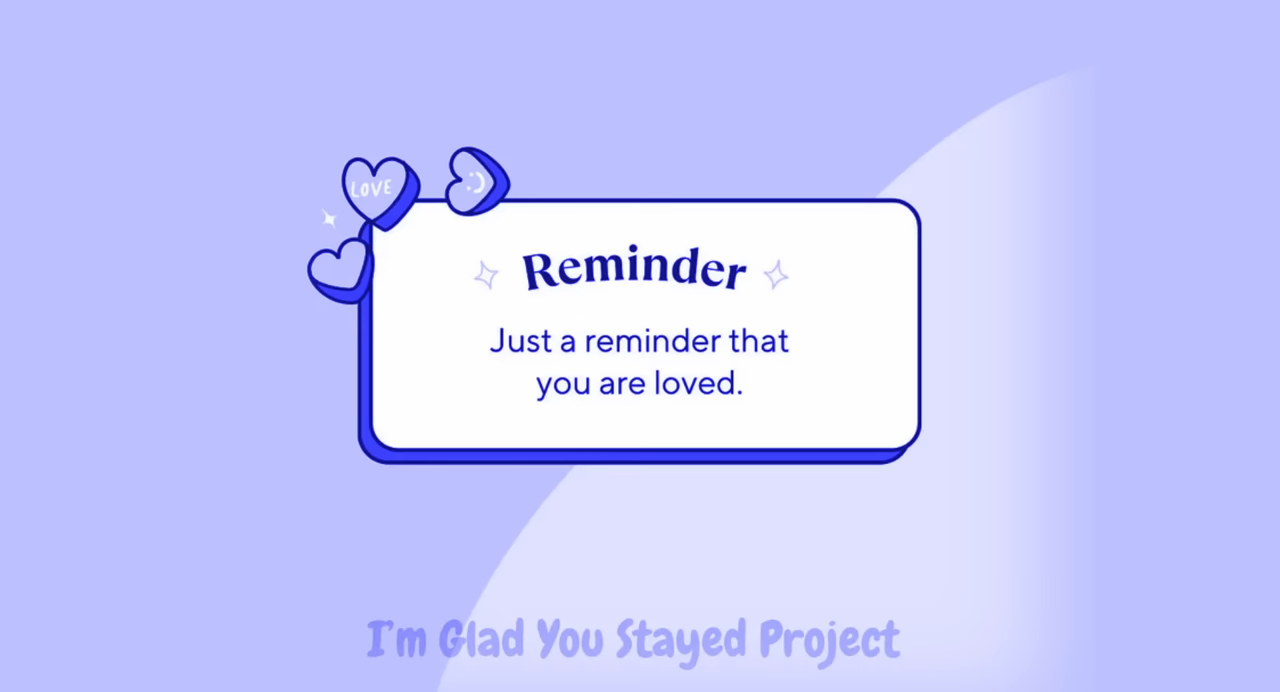 LOVE
:)
Reminder
Just a reminder that
you are loved.
I'm Glad You Stayed Project